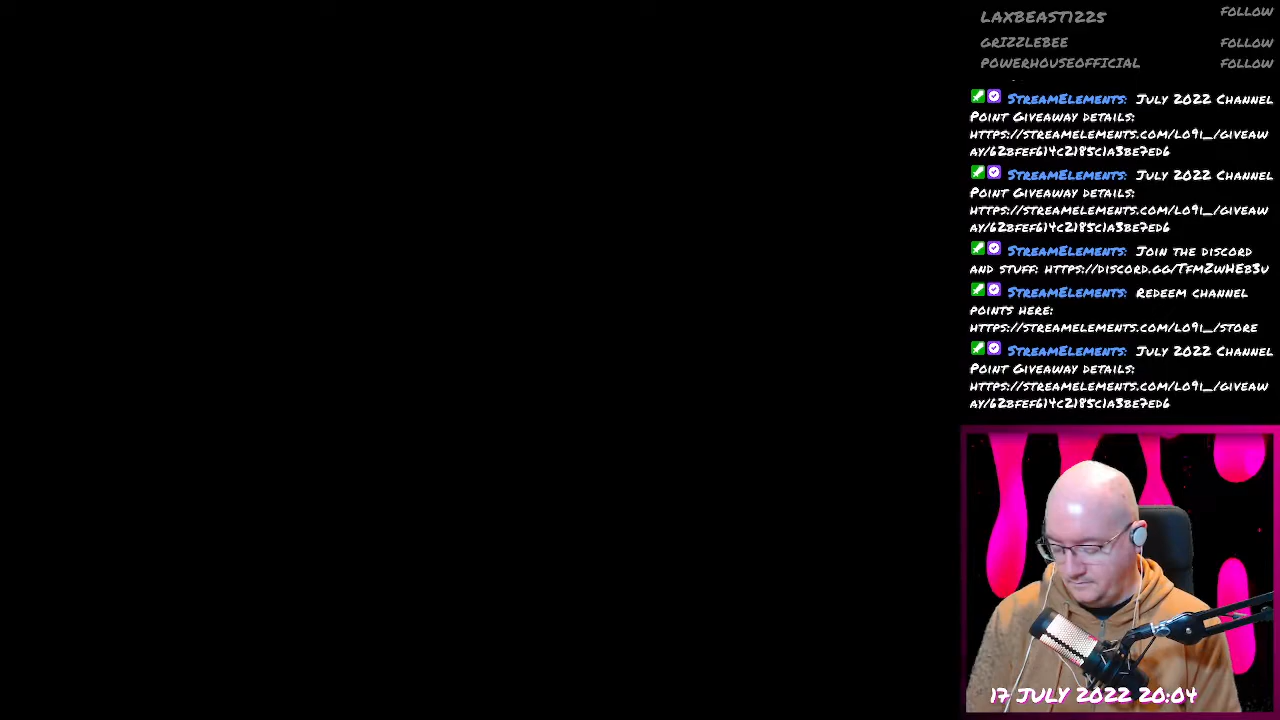 LAXBEAST1225 FOLLOW
GRIZZLEBEE FOLLOW
POWERHOUSEOFFICIAL FOLLOW
StreamElements: July 2022 Channel
Point Giveaway details:
https://streamelements.com/lo9i_/giveaw
ay/62bfef614c2185c1a3be7ed6
StreamElements: July 2022 Channel
Point Giveaway details:
https://streamelements.com/lo9i_/giveaw
ay/62bfef614c2185c1a3be7ed6
StreamElements: Join the discord
and stuff: https://discord.gg/TfmZwHE83u
StreamElements: Redeem channel
points here:
https://streamelements.com/lo9i_/store
StreamElements: July 2022 Channel
Point Giveaway details:
https://streamelements.com/lo9i_/giveaw
ay/62bfef614c2185c1a3be7ed6
17 JULY 2022 20:04